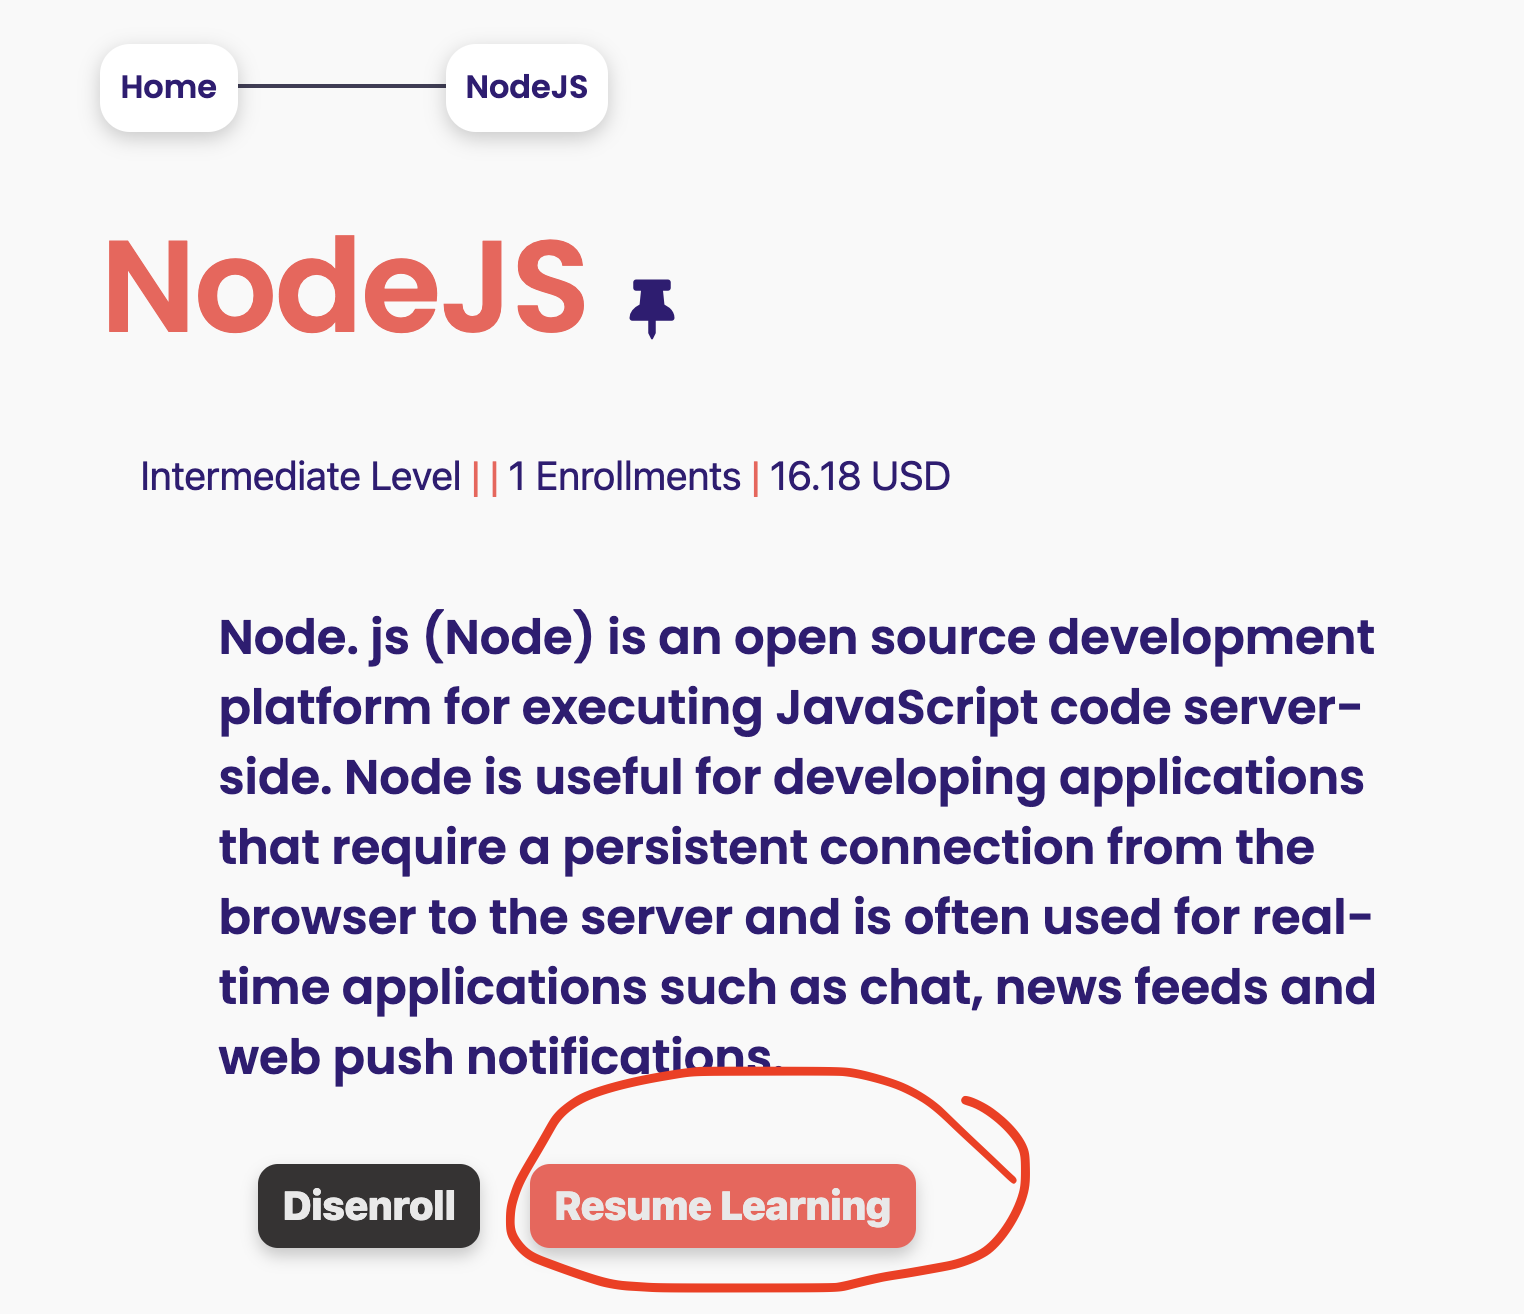 Home
NodeJS
NodeJS
Intermediate Level | | 1 Enrollments | 16.18 USD
Node. js (Node) is an open source development
platform for executing JavaScript code server-
side. Node is useful for developing applications
that require a persistent connection from the
browser to the server and is often used for real-
time applications such as chat, news feeds and
web push notifications.
Disenroll
Resume Learning